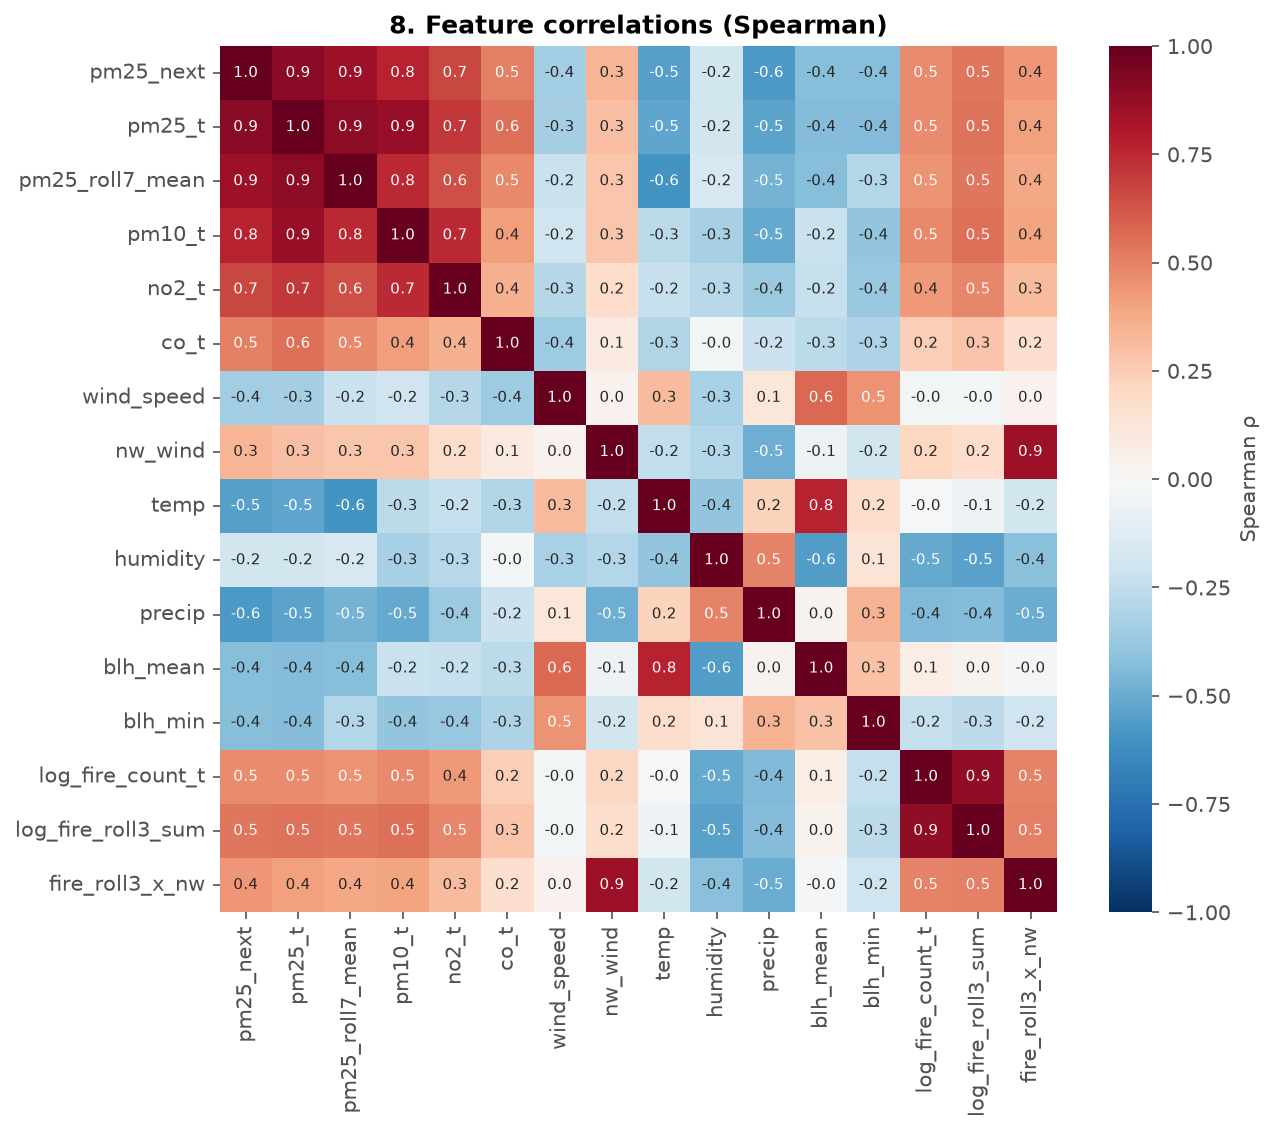 8. Feature correlations (Spearman)
pm25_next 1.0 0.9 0.9 0.8 0.7 0.5 -0.4 0.3 -0.5 -0.2 -0.6 -0.4 -0.4 0.5 0.5 0.4
pm25_t 0.9 1.0 0.9 0.9 0.7 0.6 -0.3 0.3 -0.5 -0.2 -0.5 -0.4 -0.4 0.5 0.5 0.4
pm25_roll7_mean 0.9 0.9 1.0 0.8 0.6 0.5 -0.2 0.3 -0.6 -0.2 -0.5 -0.4 -0.3 0.5 0.5 0.4
pm10_t 0.8 0.9 0.8 1.0 0.7 0.4 -0.2 0.3 -0.3 -0.3 -0.5 -0.2 -0.4 0.5 0.5 0.4
no2_t 0.7 0.7 0.6 0.7 1.0 0.4 -0.3 0.2 -0.2 -0.3 -0.4 -0.2 -0.4 0.4 0.5 0.3
co_t 0.5 0.6 0.5 0.4 0.4 1.0 -0.4 0.1 -0.3 -0.0 -0.2 -0.3 -0.3 0.2 0.3 0.2
wind_speed -0.4 -0.3 -0.2 -0.2 -0.3 -0.4 1.0 0.0 0.3 -0.3 0.1 0.6 0.5 -0.0 -0.0 0.0
nw_wind 0.3 0.3 0.3 0.3 0.2 0.1 0.0 1.0 -0.2 -0.3 -0.5 -0.1 -0.2 0.2 0.2 0.9
temp -0.5 -0.5 -0.6 -0.3 -0.2 -0.3 0.3 -0.2 1.0 -0.4 0.2 0.8 0.2 -0.0 -0.1 -0.2
humidity -0.2 -0.2 -0.2 -0.3 -0.3 -0.0 -0.3 -0.3 -0.4 1.0 0.5 -0.6 0.1 -0.5 -0.5 -0.4
precip -0.6 -0.5 -0.5 -0.5 -0.4 -0.2 0.1 -0.5 0.2 0.5 1.0 0.0 0.3 -0.4 -0.4 -0.5
blh_mean -0.4 -0.4 -0.4 -0.2 -0.2 -0.3 0.6 -0.1 0.8 -0.6 0.0 1.0 0.3 0.1 0.0 -0.0
blh_min -0.4 -0.4 -0.3 -0.4 -0.4 -0.3 0.5 -0.2 0.2 0.1 0.3 0.3 1.0 -0.2 -0.3 -0.2
log_fire_count_t 0.5 0.5 0.5 0.5 0.4 0.2 -0.0 0.2 -0.0 -0.5 -0.4 0.1 -0.2 1.0 0.9 0.5
log_fire_roll3_sum 0.5 0.5 0.5 0.5 0.5 0.3 -0.0 0.2 -0.1 -0.5 -0.4 0.0 -0.3 0.9 1.0 0.5
fire_roll3_x_nw 0.4 0.4 0.4 0.4 0.3 0.2 0.0 0.9 -0.2 -0.4 -0.5 -0.0 -0.2 0.5 0.5 1.0
pm25_next
pm25_t
pm25_roll7_mean
pm10_t
no2_t
co_t
wind_speed
nw_wind
temp
humidity
precip
blh_mean
blh_min
log_fire_count_t
log_fire_roll3_sum
fire_roll3_x_nw
1.00
0.75
0.50
0.25
0.00
−0.25
−0.50
−0.75
−1.00
Spearman ρ